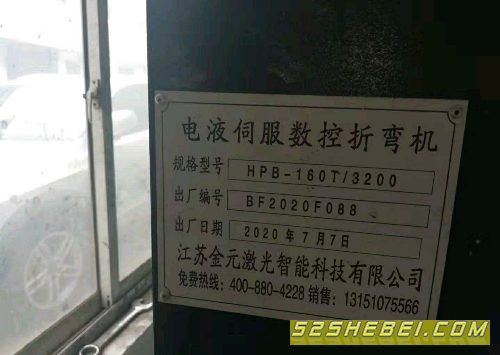 电液伺服数控折弯机
规格型号 HPB-160T/3200
出厂编号 BF2020F088
出厂日期 2020年7月7日
江苏金元激光智能科技有限公司
免费热线：400-880-4228 销售：13151075566
52SHEBEI.COM